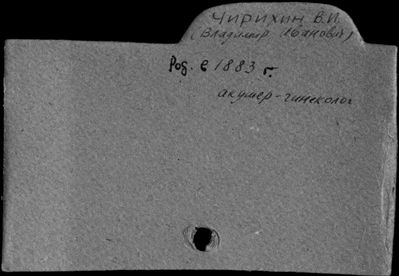 Чирихин В.И.
(Владимир Иванович)
Род. в 1883 г.
акушер-гинеколог